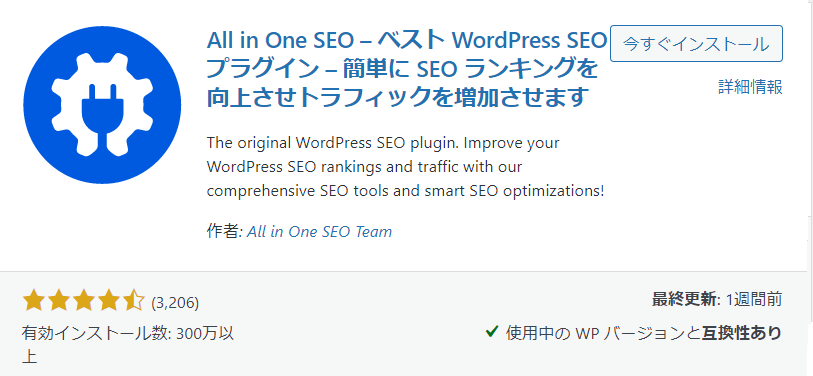 All in One SEO – ベスト WordPress SEO
プラグイン – 簡単に SEO ランキングを
向上させトラフィックを増加させます
今すぐインストール
詳細情報
The original WordPress SEO plugin. Improve your
WordPress SEO rankings and traffic with our
comprehensive SEO tools and smart SEO optimizations!
作者: All in One SEO Team
(3,206)
有効インストール数: 300万以
上
最終更新: 1週間前
使用中の WP バージョンと互換性あり